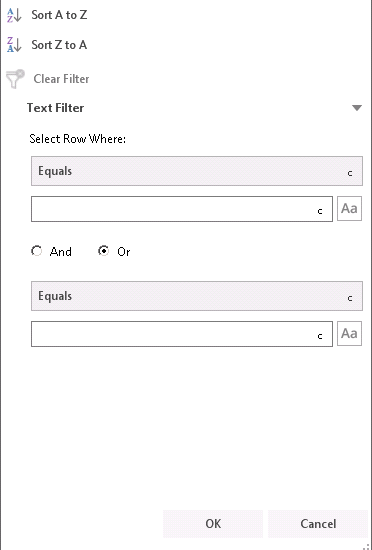 Sort A to Z
Sort Z to A
Clear Filter
Text Filter
Select Row Where:
Equals c
c Aa
And Or
Equals c
c Aa
OK Cancel